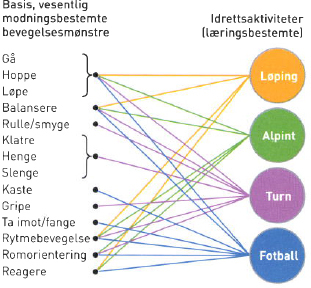 Basis, vesentlig
modningsbestemte
bevegelsesmønstre
Gå
Hoppe
Løpe
Balansere
Rulle/smyge
Klatre
Henge
Slenge
Kaste
Gripe
Ta imot/fange
Rytmebevegelse
Romorientering
Reagere
Idrettsaktiviteter
(læringsbestemte)
Løping
Alpint
Turn
Fotball